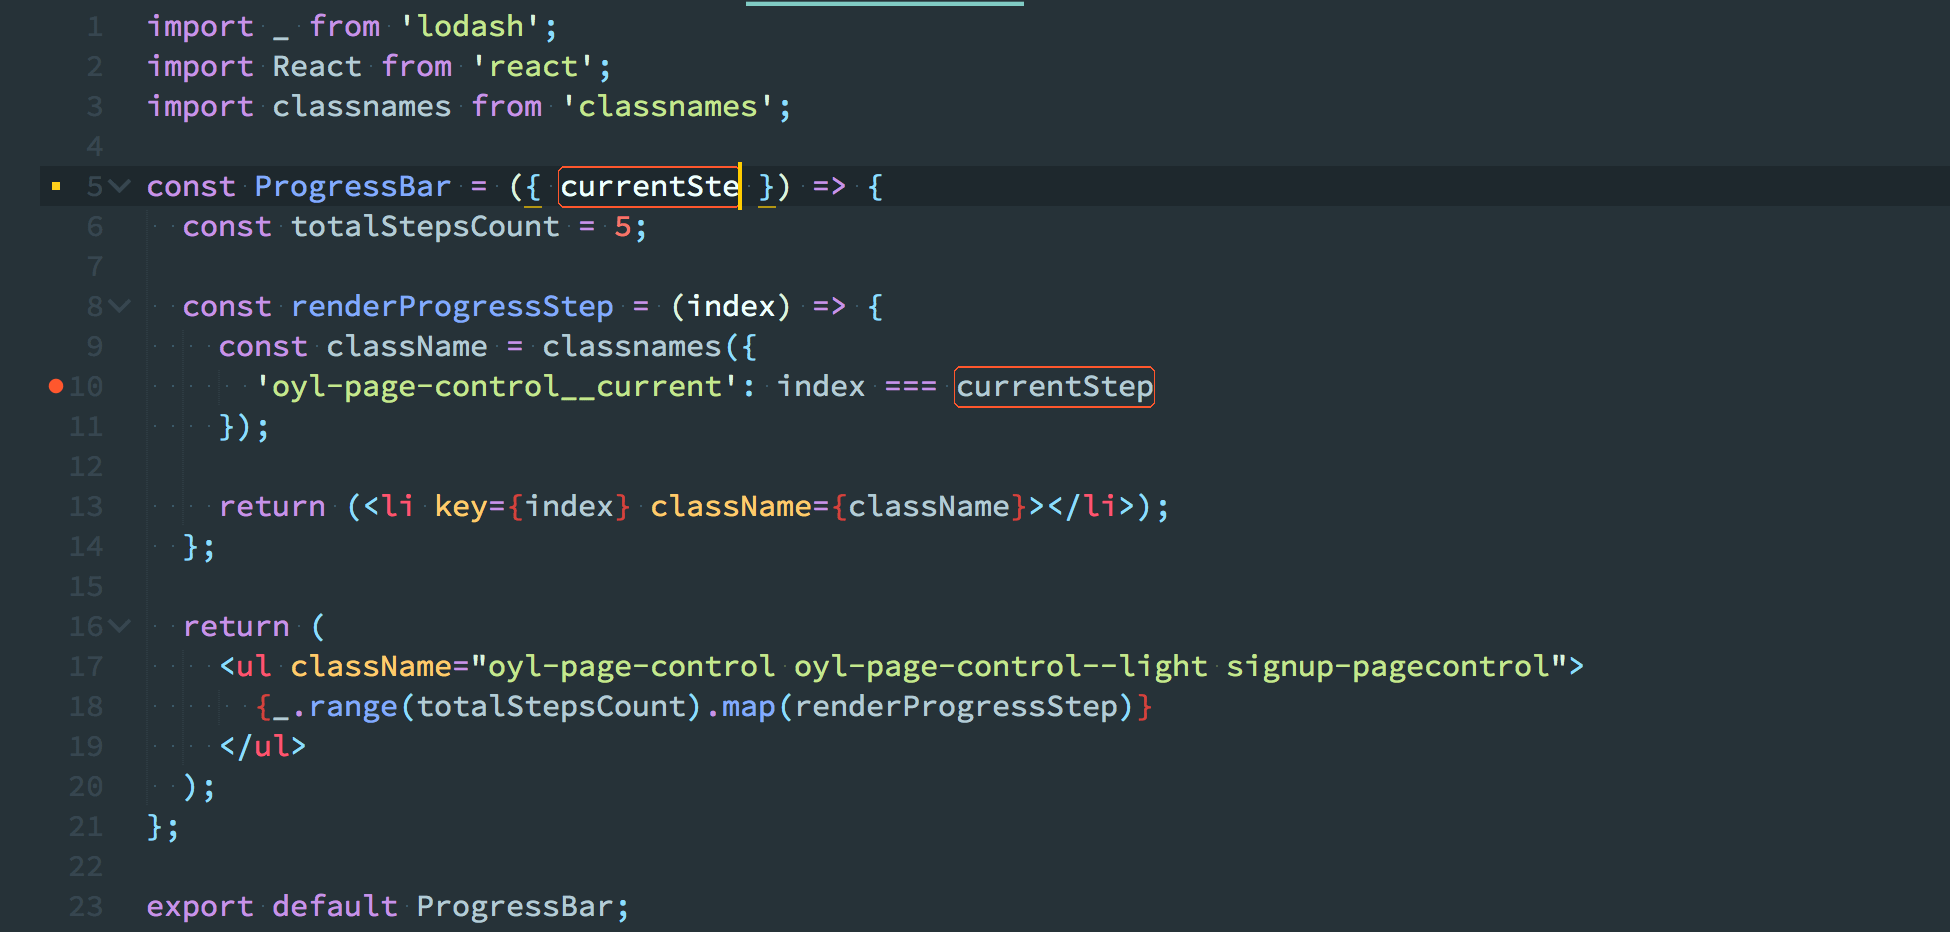 1 import _ from 'lodash';
2 import React from 'react';
3 import classnames from 'classnames';
4
5 const ProgressBar = ({ currentSte }) => {
6   const totalStepsCount = 5;
7
8   const renderProgressStep = (index) => {
9     const className = classnames({
10       'oyl-page-control__current': index === currentStep
11     });
12
13     return (<li key={index} className={className}></li>);
14   };
15
16   return (
17     <ul className="oyl-page-control oyl-page-control--light signup-pagecontrol">
18       {_.range(totalStepsCount).map(renderProgressStep)}
19     </ul>
20   );
21 };
22
23 export default ProgressBar;